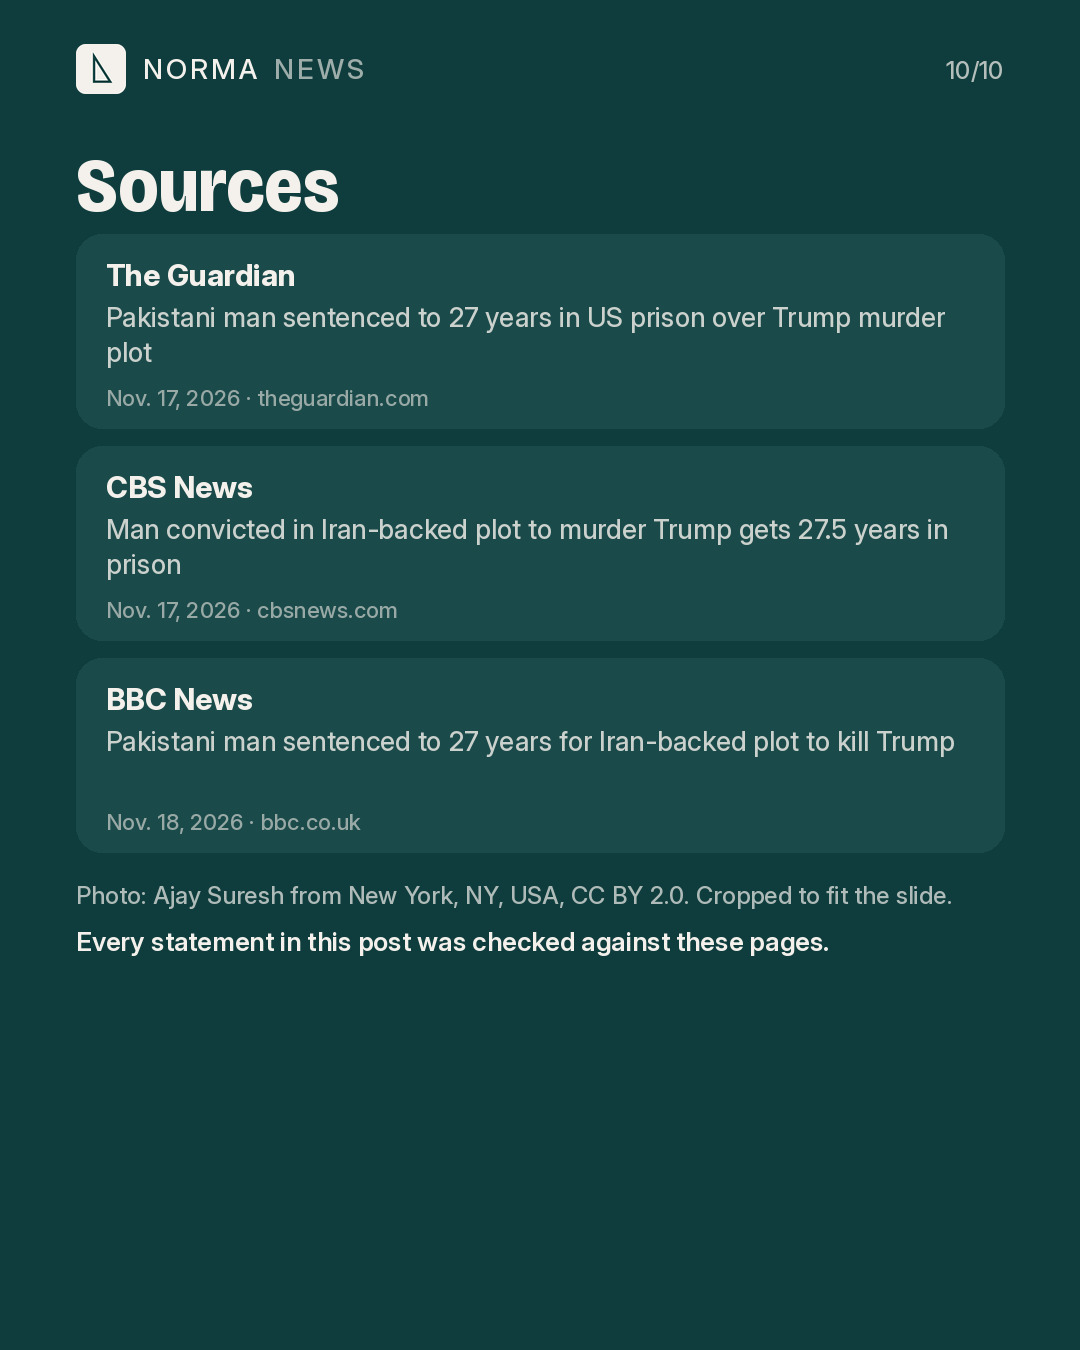 NORMA NEWS
10/10
Sources
The Guardian
Pakistani man sentenced to 27 years in US prison over Trump murder
plot
Nov. 17, 2026 · theguardian.com
CBS News
Man convicted in Iran-backed plot to murder Trump gets 27.5 years in
prison
Nov. 17, 2026 · cbsnews.com
BBC News
Pakistani man sentenced to 27 years for Iran-backed plot to kill Trump
Nov. 18, 2026 · bbc.co.uk
Photo: Ajay Suresh from New York, NY, USA, CC BY 2.0. Cropped to fit the slide.
Every statement in this post was checked against these pages.